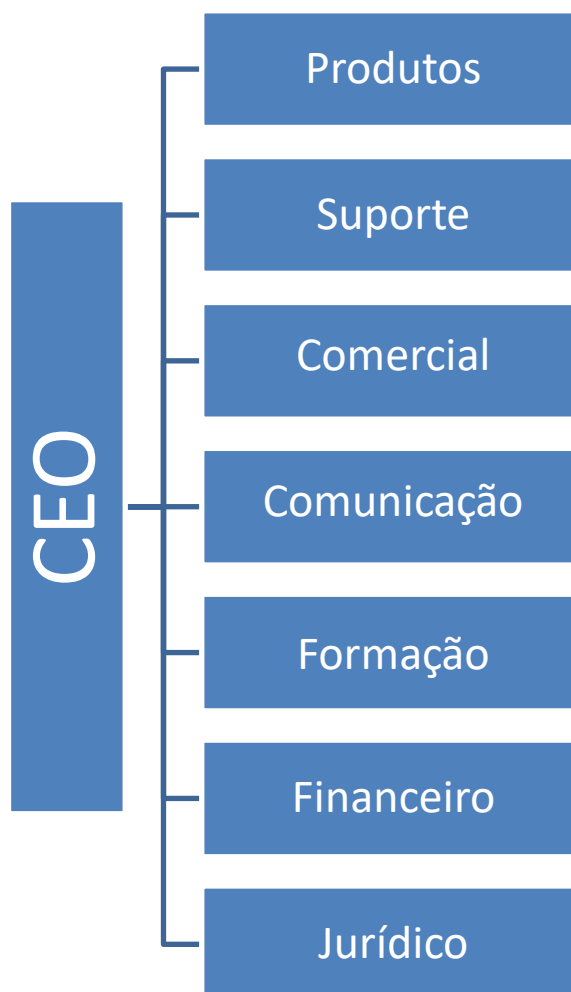 CEO
Produtos
Suporte
Comercial
Comunicação
Formação
Financeiro
Jurídico